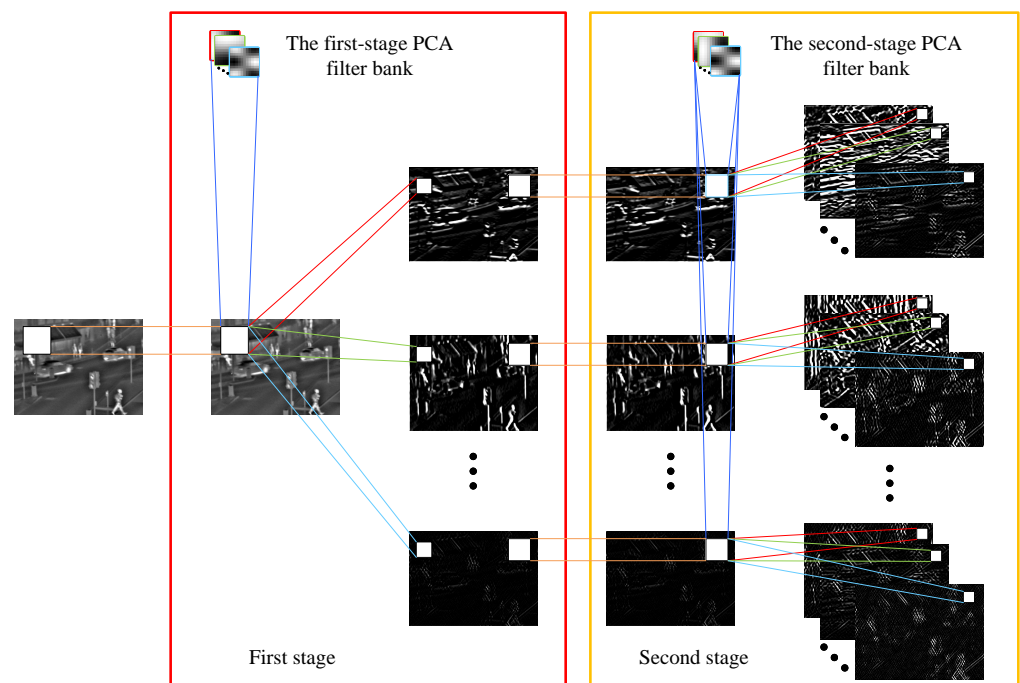 The first-stage PCA
filter bank
The second-stage PCA
filter bank
First stage
Second stage